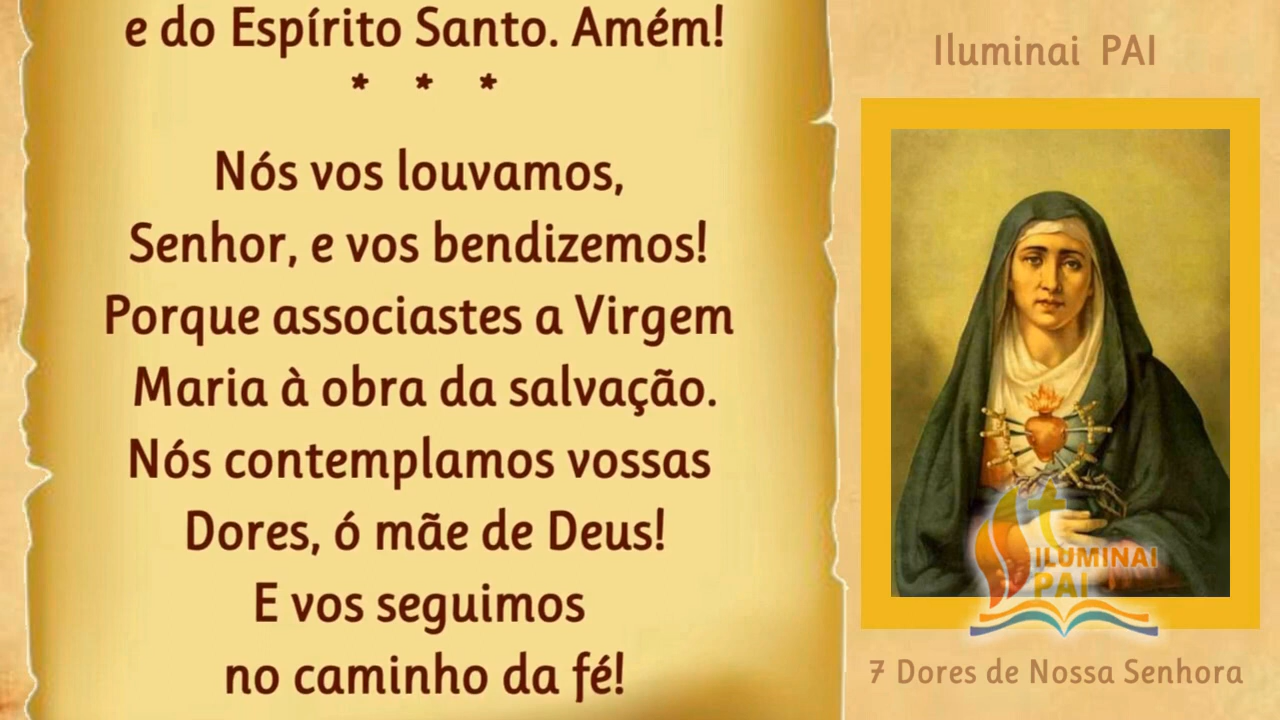 e do Espírito Santo. Amém!
* * *
Nós vos louvamos,
Senhor, e vos bendizemos!
Porque associastes a Virgem
Maria à obra da salvação.
Nós contemplamos vossas
Dores, ó mãe de Deus!
E vos seguimos
no caminho da fé!
Iluminai PAI
ILUMINAI
PAI
7 Dores de Nossa Senhora